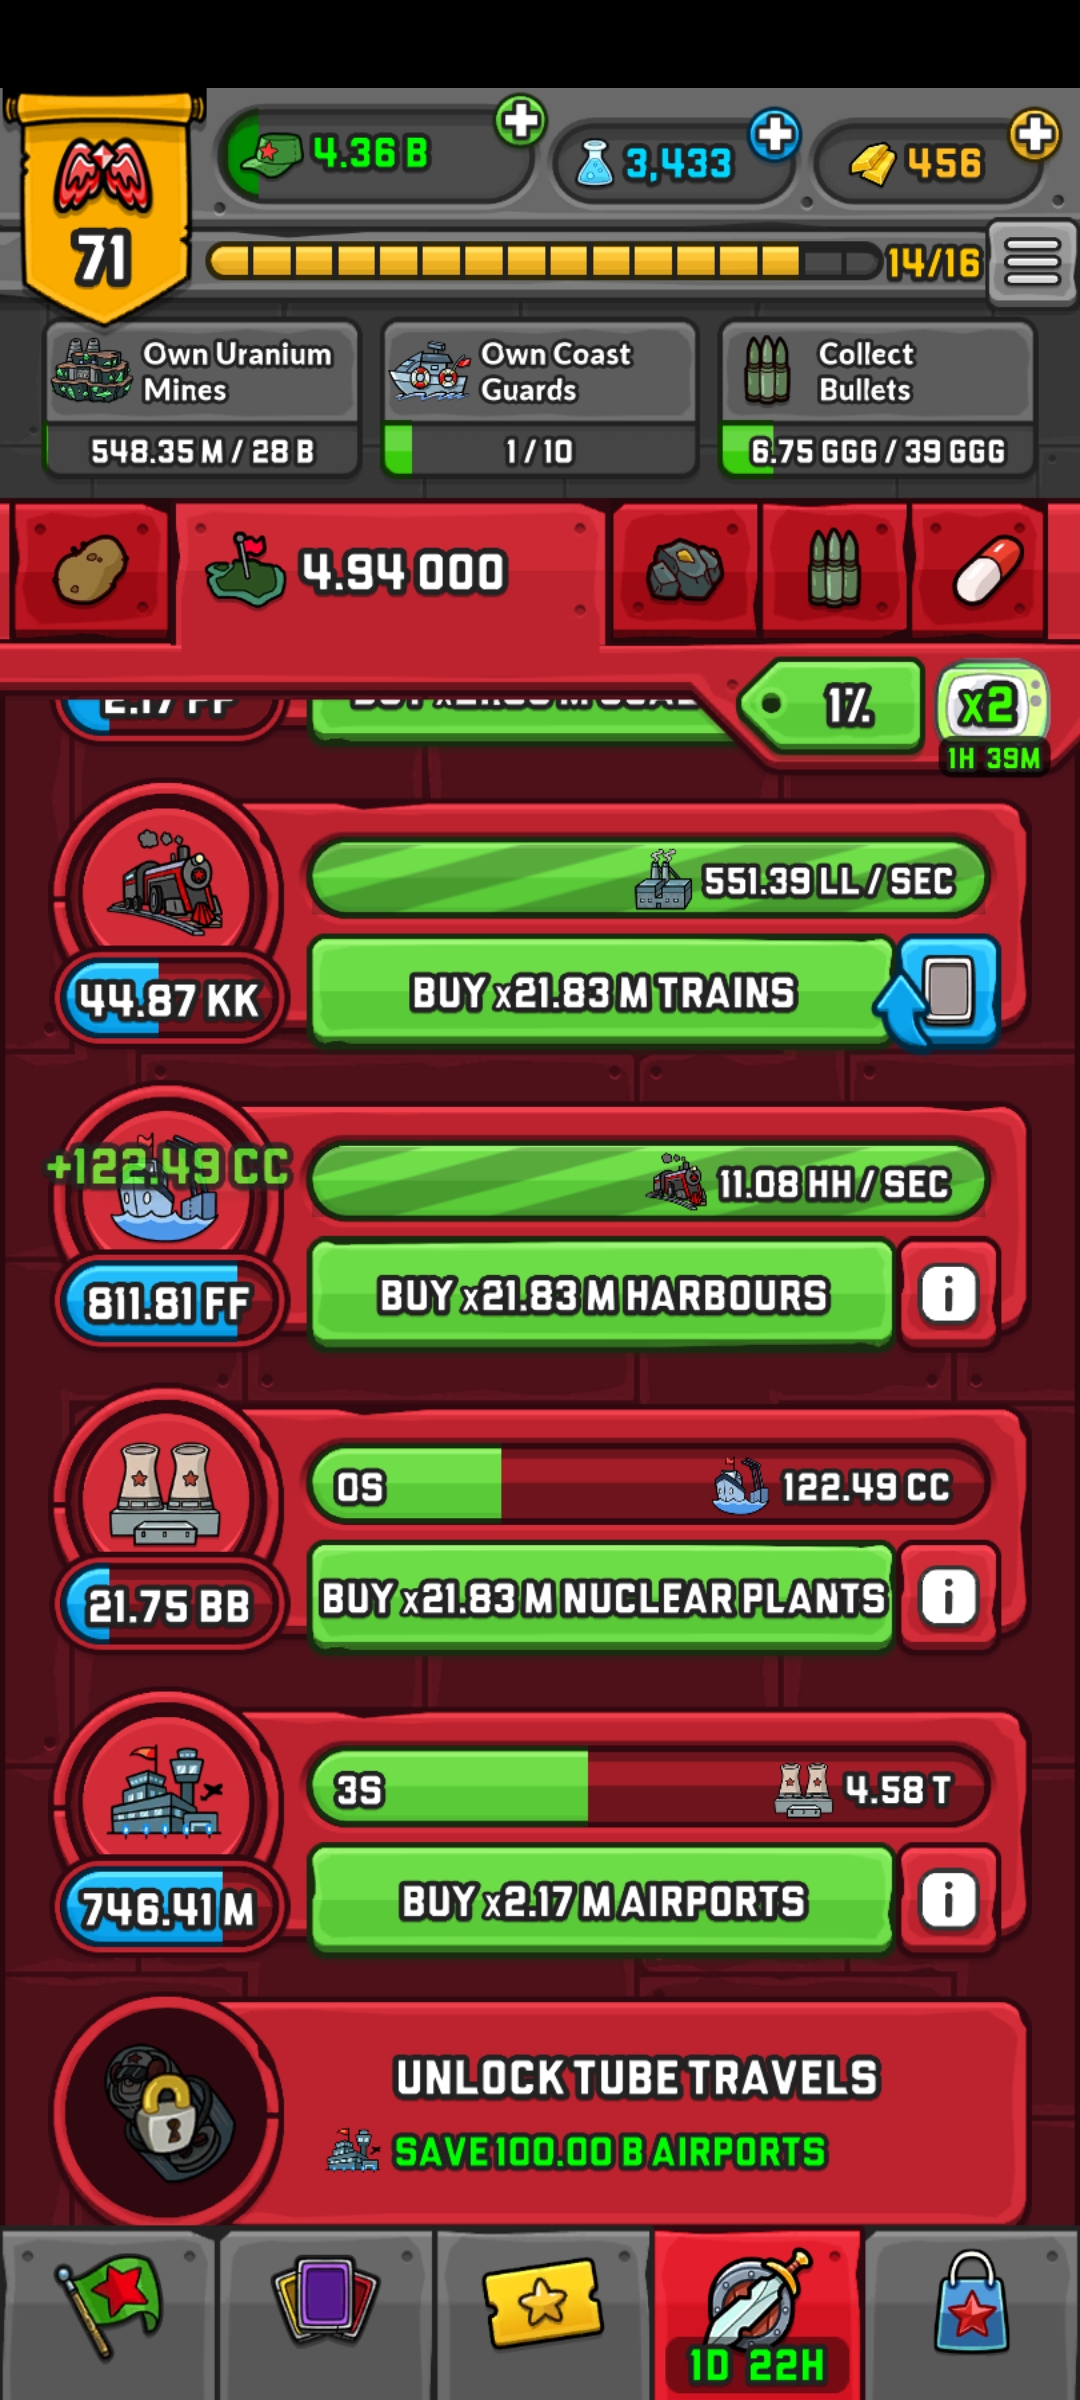 4.36 B
3,433
456
71
14/16
Own Uranium
Mines
548.35 M / 28 B
Own Coast
Guards
1 / 10
Collect
Bullets
6.75 GGG / 39 GGG
4.94 OOO
1%
x2
1H 39M
2.17 FF
551.39 LL / SEC
44.87 KK
BUY x21.83 M TRAINS
+122.49 CC
11.08 HH / SEC
811.81 FF
BUY x21.83 M HARBOURS
i
0S
122.49 CC
21.75 BB
BUY x21.83 M NUCLEAR PLANTS
i
3S
4.58 T
746.41 M
BUY x2.17 M AIRPORTS
i
UNLOCK TUBE TRAVELS
SAVE 100.00 B AIRPORTS
1D 22H